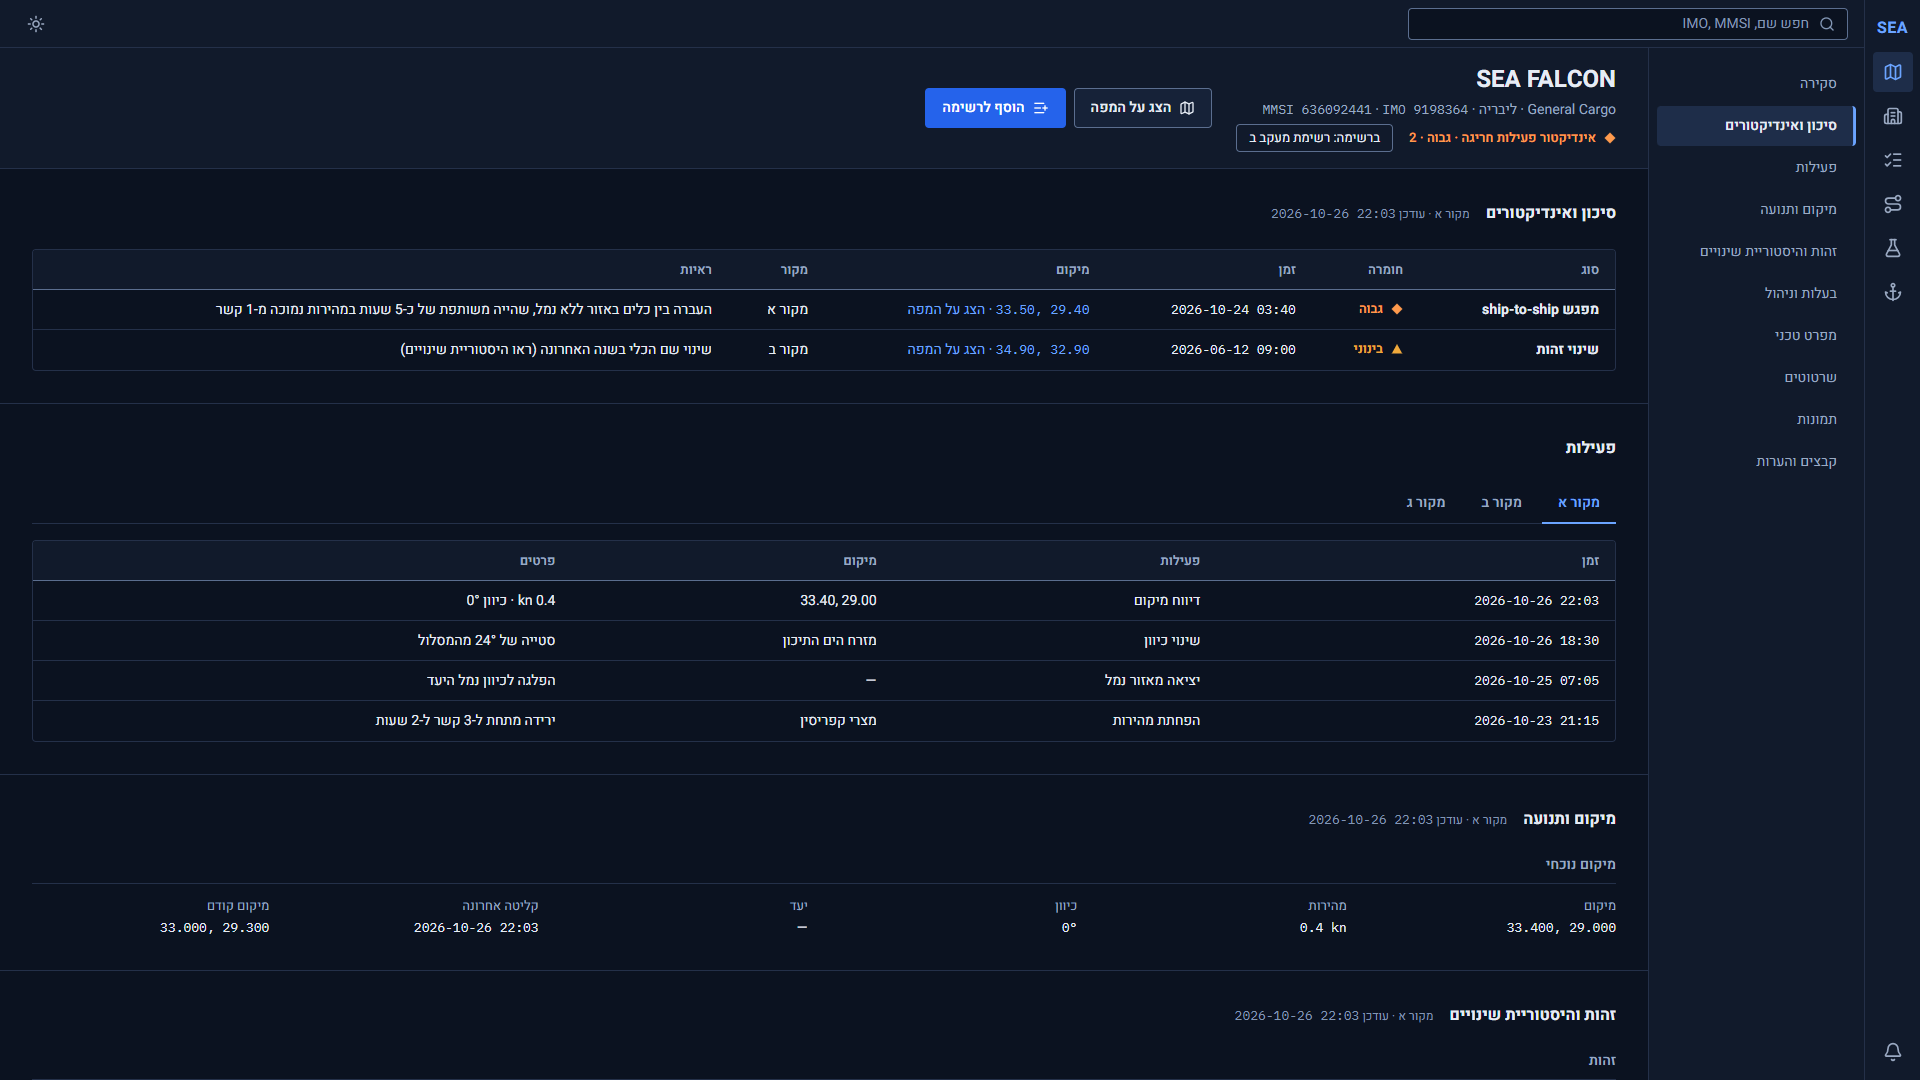 SEA
חפש שם, IMO, MMSI
סקירה
סיכון ואינדיקטורים
פעילות
מיקום ותנועה
זהות והיסטוריית שינויים
בעלות וניהול
מפרט טכני
שרטוטים
תמונות
קבצים והערות
SEA FALCON
General Cargo · ליבריה · IMO 9198364 · MMSI 636092441
אינדיקטור פעילות חריגה · גבוה · 2
ברשימה: רשימת מעקב ב
הצג על המפה
הוסף לרשימה
סיכון ואינדיקטורים מקור א · עודכן 2026-10-26 22:03
סוג חומרה זמן מיקום מקור ראיות
מפגש ship-to-ship גבוה 2026-10-24 03:40 33.50, 29.40 · הצג על המפה מקור א העברה בין כלים באזור ללא נמל, שהייה משותפת של כ-5 שעות במהירות נמוכה מ-1 קשר
שינוי זהות בינוני 2026-06-12 09:00 34.90, 32.90 · הצג על המפה מקור ב שינוי שם הכלי בשנה האחרונה (ראו היסטוריית שינויים)
פעילות
מקור א מקור ב מקור ג
זמן פעילות מיקום פרטים
2026-10-26 22:03 דיווח מיקום 33.40, 29.00 0.4 kn · כיוון 0°
2026-10-26 18:30 שינוי כיוון מזרח הים התיכון סטייה של 24° מהמסלול
2026-10-25 07:05 יציאה מאזור נמל — הפלגה לכיוון נמל היעד
2026-10-23 21:15 הפחתת מהירות מצרי קפריסין ירידה מתחת ל-3 קשר ל-2 שעות
מיקום ותנועה מקור א · עודכן 2026-10-26 22:03
מיקום נוכחי
מיקום מהירות כיוון יעד קליטה אחרונה מיקום קודם
33.400, 29.000 0.4 kn 0° — 2026-10-26 22:03 33.000, 29.300
זהות והיסטוריית שינויים מקור א · עודכן 2026-10-26 22:03
זהות